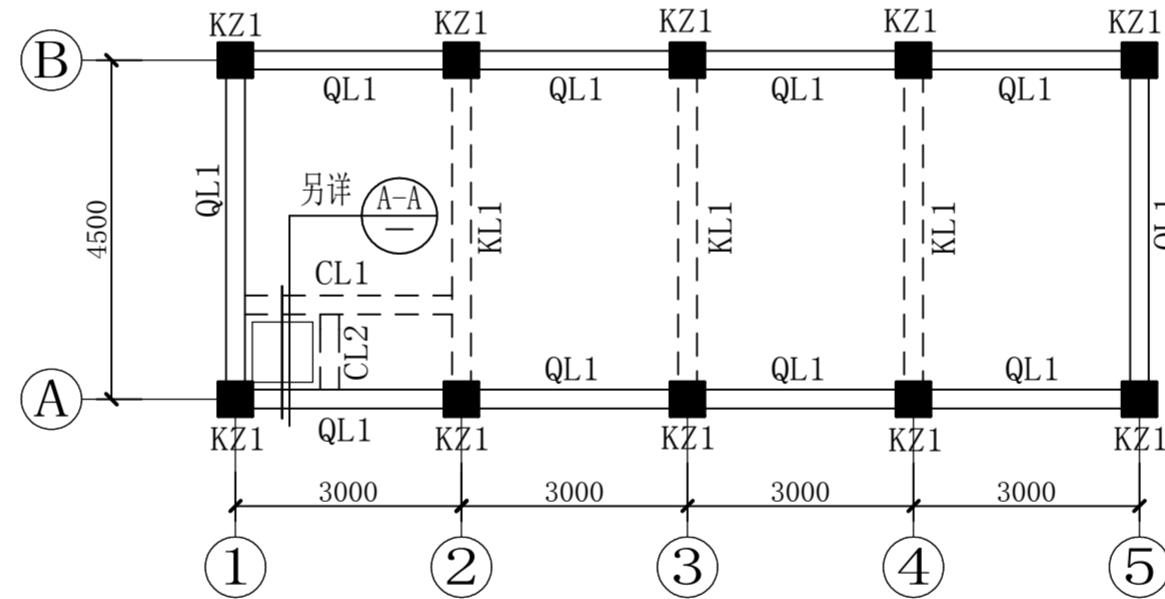 KZ1 KZ1 KZ1 KZ1 KZ1
B
QL1 QL1 QL1 QL1
QL1
另详 A-A
—
KL1 KL1 KL1 QL1
4500
CL1
CL2
QL1 QL1 QL1
A
KZ1 QL1 KZ1 KZ1 KZ1 KZ1
3000 3000 3000 3000
1 2 3 4 5